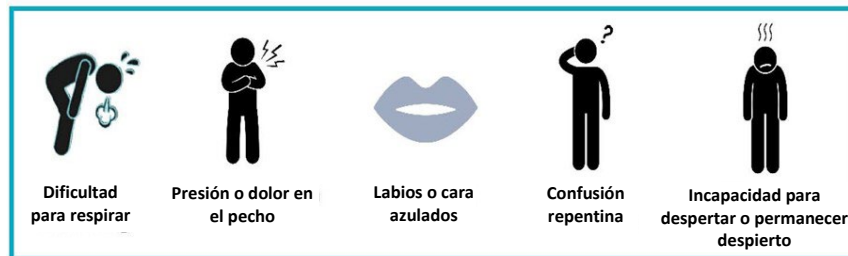 ?
Dificultad
para respirar
Presión o dolor en
el pecho
Labios o cara
azulados
Confusión
repentina
Incapacidad para
despertar o permanecer
despierto